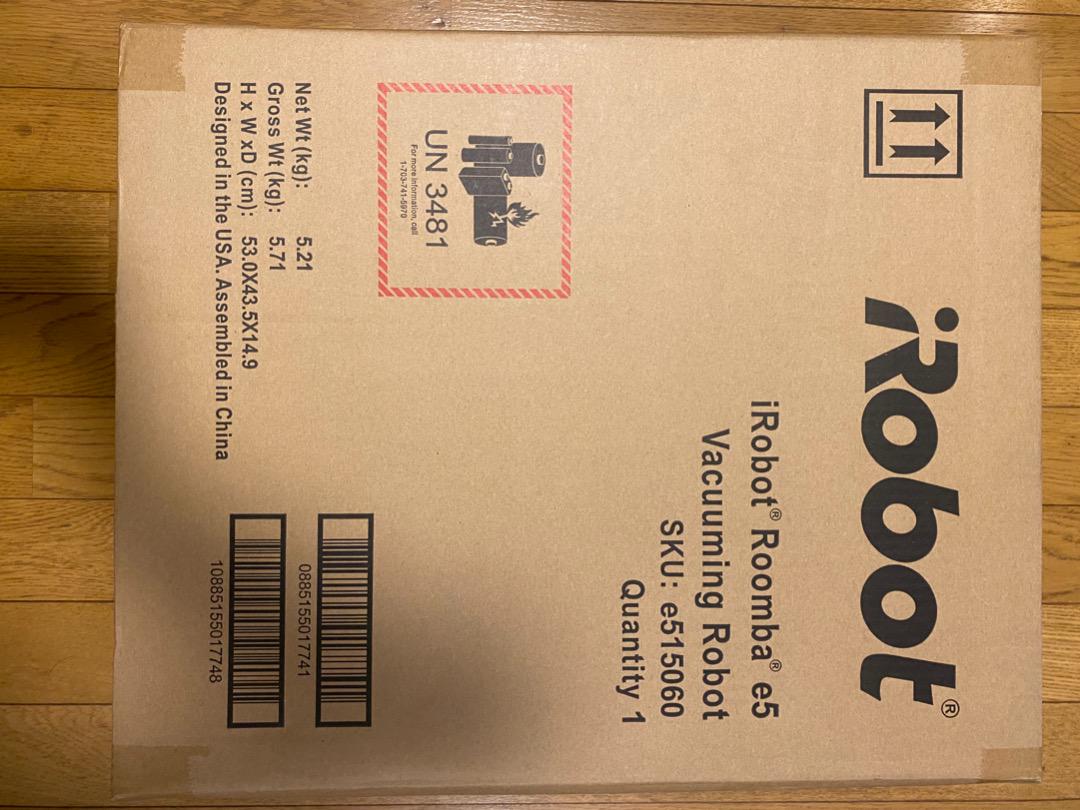 iRobot®
iRobot® Roomba® e5
Vacuuming Robot
SKU: e515060
Quantity 1
UN 3481
For more information, call
1-703-741-5970
Net Wt (kg): 5.21
Gross Wt (kg): 5.71
H x W xD (cm): 53.0X43.5X14.9
Designed in the USA. Assembled in China
0885155017741
10885155017748